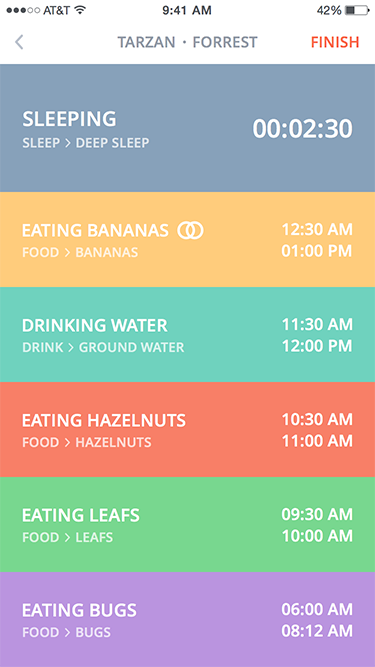 AT&T 9:41 AM 42%
TARZAN · FORREST FINISH
SLEEPING
00:02:30
SLEEP > DEEP SLEEP
EATING BANANAS 12:30 AM
FOOD > BANANAS 01:00 PM
DRINKING WATER 11:30 AM
DRINK > GROUND WATER 12:00 PM
EATING HAZELNUTS 10:30 AM
FOOD > HAZELNUTS 11:00 AM
EATING LEAFS 09:30 AM
FOOD > LEAFS 10:00 AM
EATING BUGS 06:00 AM
FOOD > BUGS 08:12 AM